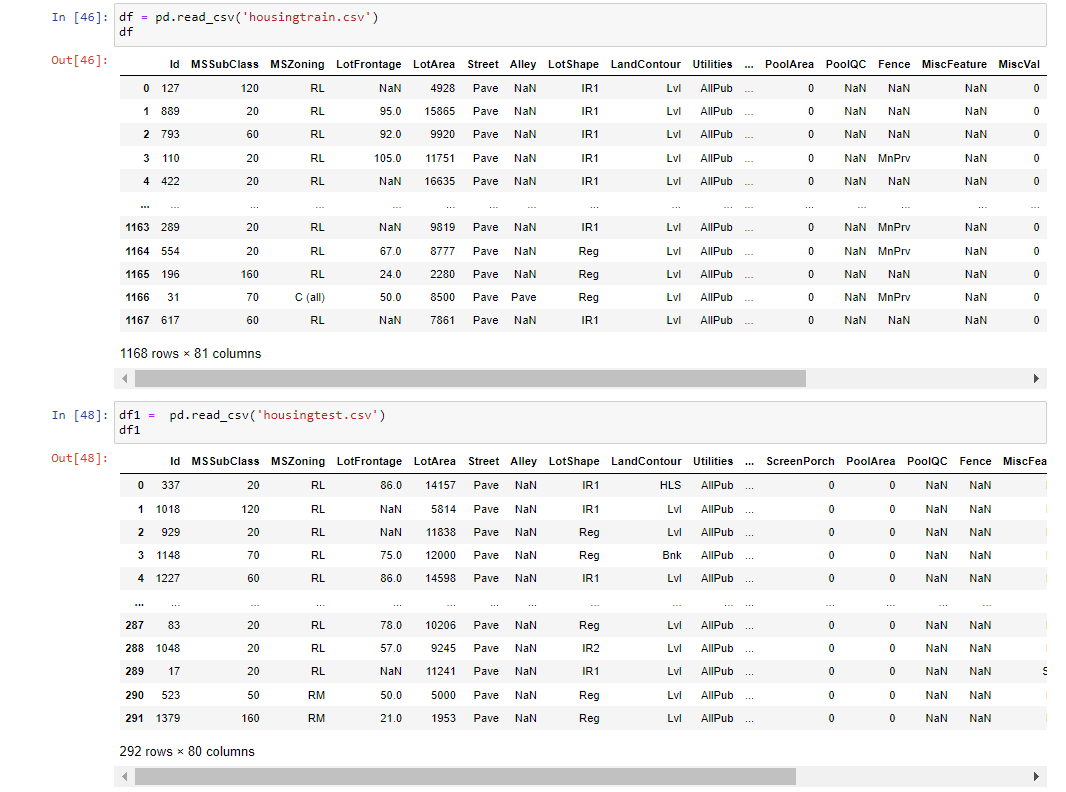 In [46]: df = pd.read_csv('housingtrain.csv')
df
Out[46]:
Id MSSubClass MSZoning LotFrontage LotArea Street Alley LotShape LandContour Utilities ... PoolArea PoolQC Fence MiscFeature MiscVal
0 127 120 RL NaN 4928 Pave NaN IR1 Lvl AllPub ... 0 NaN NaN NaN 0
1 889 20 RL 95.0 15865 Pave NaN IR1 Lvl AllPub ... 0 NaN NaN NaN 0
2 793 60 RL 92.0 9920 Pave NaN IR1 Lvl AllPub ... 0 NaN NaN NaN 0
3 110 20 RL 105.0 11751 Pave NaN IR1 Lvl AllPub ... 0 NaN MnPrv NaN 0
4 422 20 RL NaN 16635 Pave NaN IR1 Lvl AllPub ... 0 NaN NaN NaN 0
... ... ... ... ... ... ... ... ... ... ... ... ... ... ... ... ...
1163 289 20 RL NaN 9819 Pave NaN IR1 Lvl AllPub ... 0 NaN MnPrv NaN 0
1164 554 20 RL 67.0 8777 Pave NaN Reg Lvl AllPub ... 0 NaN MnPrv NaN 0
1165 196 160 RL 24.0 2280 Pave NaN Reg Lvl AllPub ... 0 NaN NaN NaN 0
1166 31 70 C (all) 50.0 8500 Pave Pave Reg Lvl AllPub ... 0 NaN MnPrv NaN 0
1167 617 60 RL NaN 7861 Pave NaN IR1 Lvl AllPub ... 0 NaN NaN NaN 0
1168 rows × 81 columns
In [48]: df1 =  pd.read_csv('housingtest.csv')
df1
Out[48]:
Id MSSubClass MSZoning LotFrontage LotArea Street Alley LotShape LandContour Utilities ... ScreenPorch PoolArea PoolQC Fence MiscFea
0 337 20 RL 86.0 14157 Pave NaN IR1 HLS AllPub ... 0 0 NaN NaN
1 1018 120 RL NaN 5814 Pave NaN IR1 Lvl AllPub ... 0 0 NaN NaN
2 929 20 RL NaN 11838 Pave NaN Reg Lvl AllPub ... 0 0 NaN NaN
3 1148 70 RL 75.0 12000 Pave NaN Reg Bnk AllPub ... 0 0 NaN NaN
4 1227 60 RL 86.0 14598 Pave NaN IR1 Lvl AllPub ... 0 0 NaN NaN
... ... ... ... ... ... ... ... ... ... ... ... ... ... ... ...
287 83 20 RL 78.0 10206 Pave NaN Reg Lvl AllPub ... 0 0 NaN NaN
288 1048 20 RL 57.0 9245 Pave NaN IR2 Lvl AllPub ... 0 0 NaN NaN
289 17 20 RL NaN 11241 Pave NaN IR1 Lvl AllPub ... 0 0 NaN NaN
290 523 50 RM 50.0 5000 Pave NaN Reg Lvl AllPub ... 0 0 NaN NaN
291 1379 160 RM 21.0 1953 Pave NaN Reg Lvl AllPub ... 0 0 NaN NaN
292 rows × 80 columns